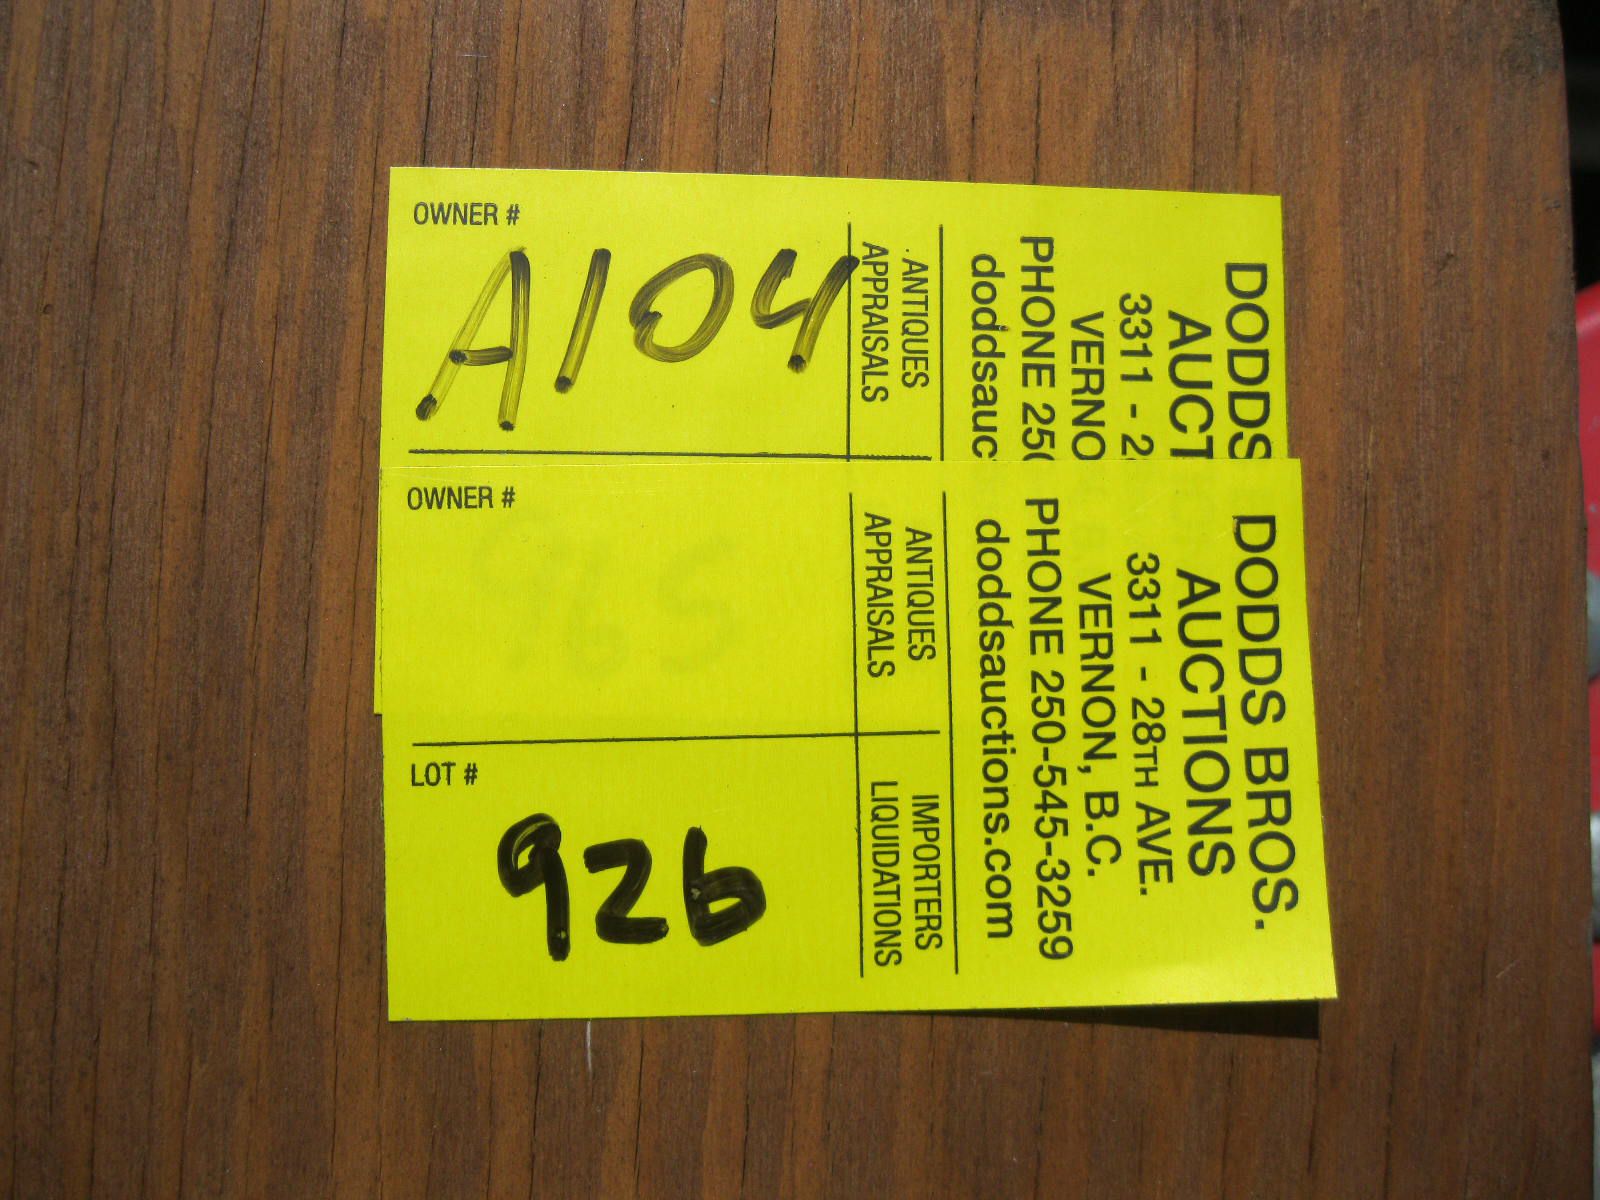 OWNER #
A104
ANTIQUES
APPRAISALS
DODDS
AUCT
3311 - 2
VERNO
PHONE 250
doddsauc
OWNER #
LOT #
926
ANTIQUES
APPRAISALS
IMPORTERS
LIQUIDATIONS
DODDS BROS.
AUCTIONS
3311 - 28TH AVE.
VERNON, B.C.
PHONE 250-545-3259
doddsauctions.com